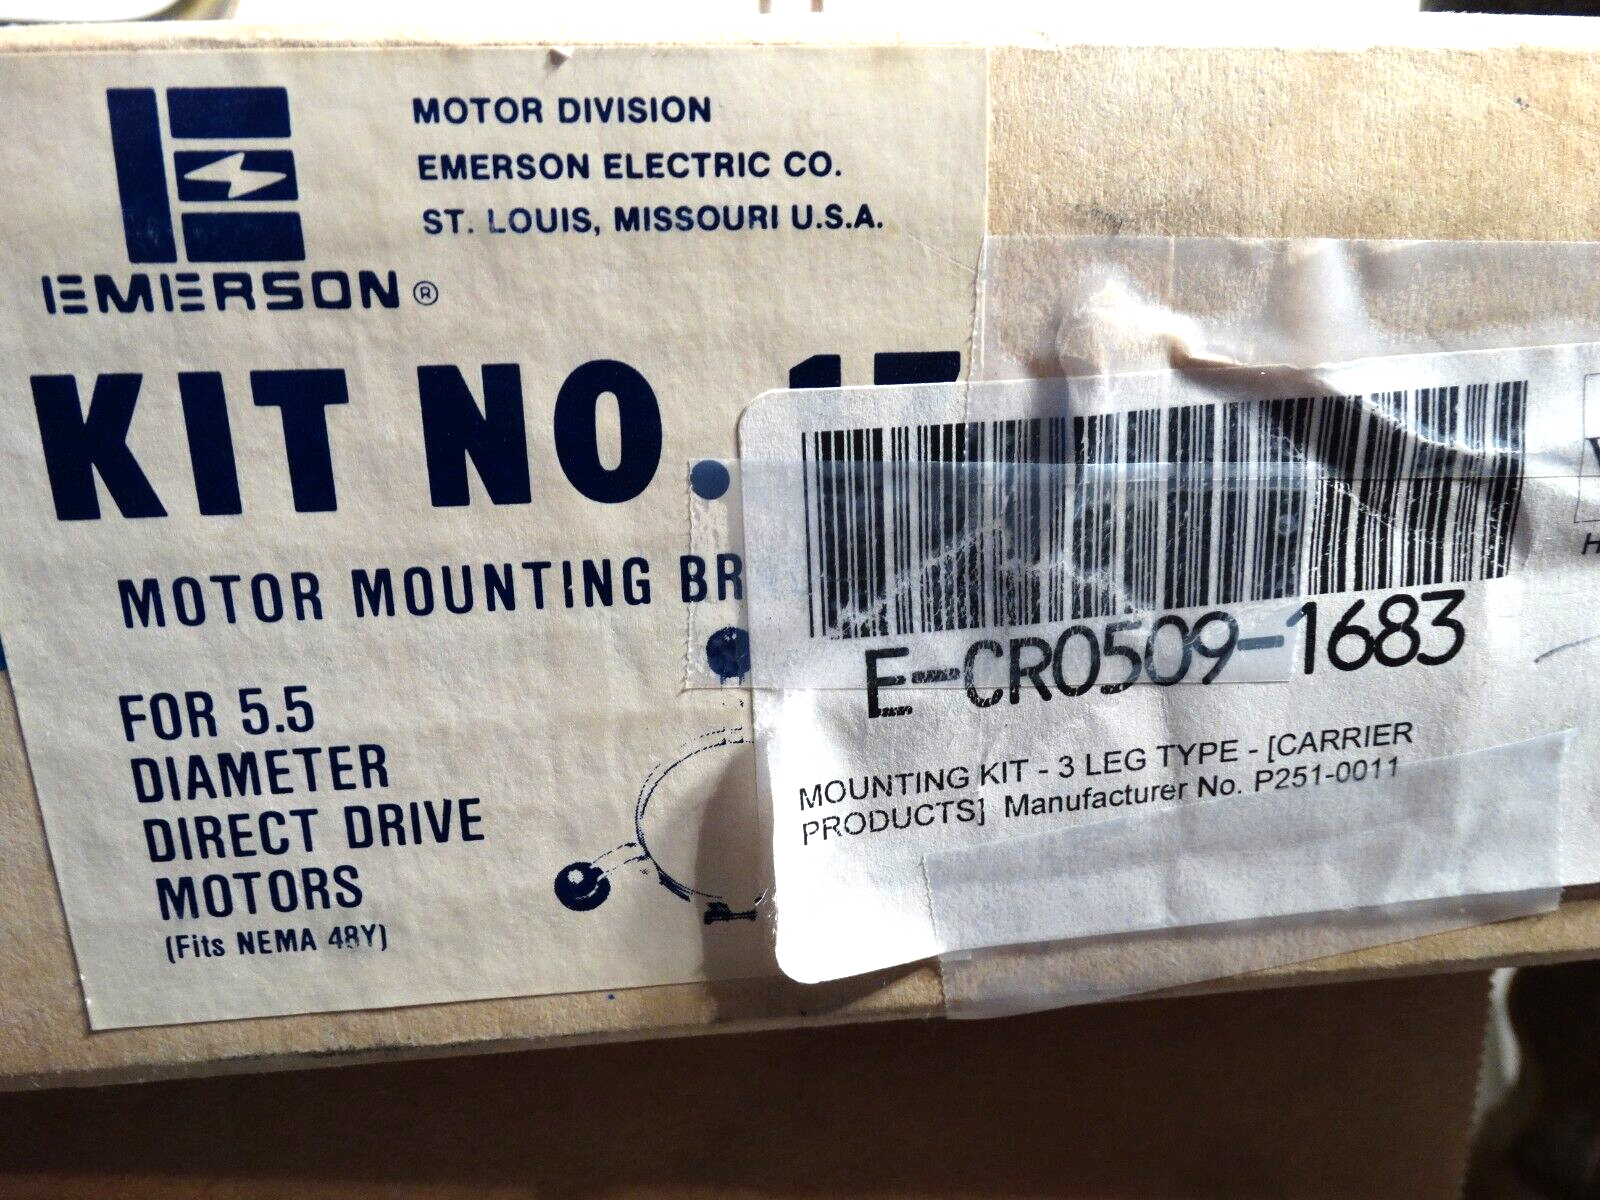 MOTOR DIVISION
EMERSON ELECTRIC CO.
ST. LOUIS, MISSOURI U.S.A.
EMERSON®
KIT NO.
MOTOR MOUNTING BR
FOR 5.5
DIAMETER
DIRECT DRIVE
MOTORS
(Fits NEMA 48Y)
E-CR0509-1683
MOUNTING KIT - 3 LEG TYPE - [CARRIER
PRODUCTS] Manufacturer No. P251-0011